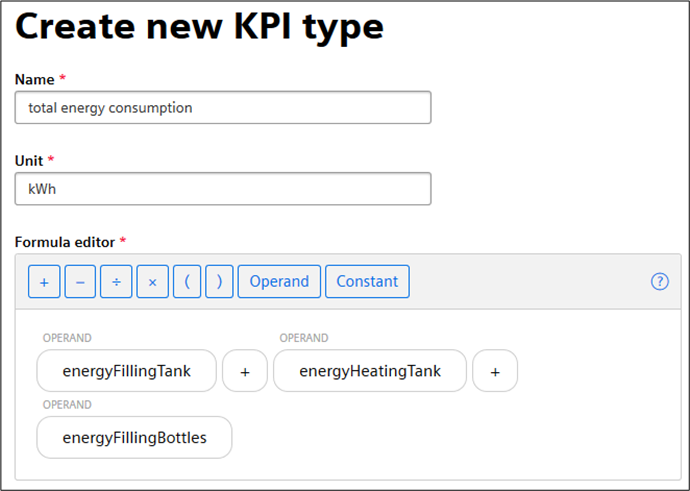 Create new KPI type
Name *
total energy consumption
Unit *
kWh
Formula editor *
+ − ÷ × ( ) Operand Constant ?
OPERAND OPERAND
energyFillingTank + energyHeatingTank +
OPERAND
energyFillingBottles